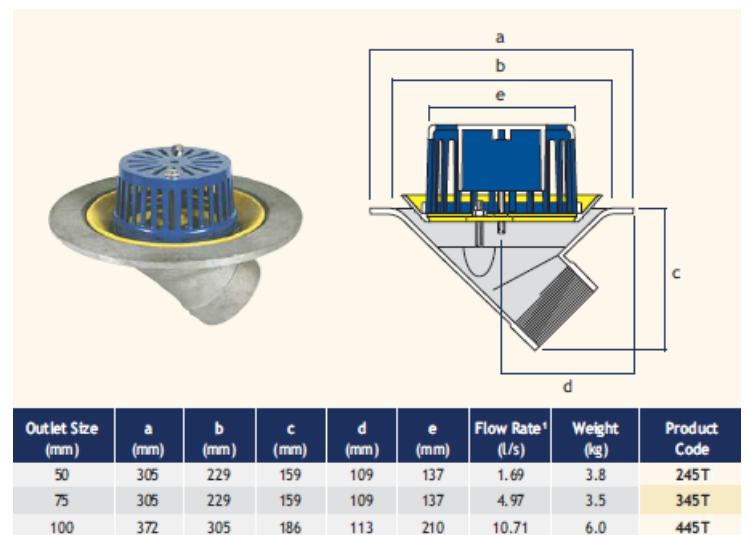 a
b
e
c
d
Outlet Size (mm) a (mm) b (mm) c (mm) d (mm) e (mm) Flow Rate¹ (l/s) Weight (kg) Product Code
50 305 229 159 109 137 1.69 3.8 245T
75 305 229 159 109 137 4.97 3.5 345T
100 372 305 186 113 210 10.71 6.0 445T